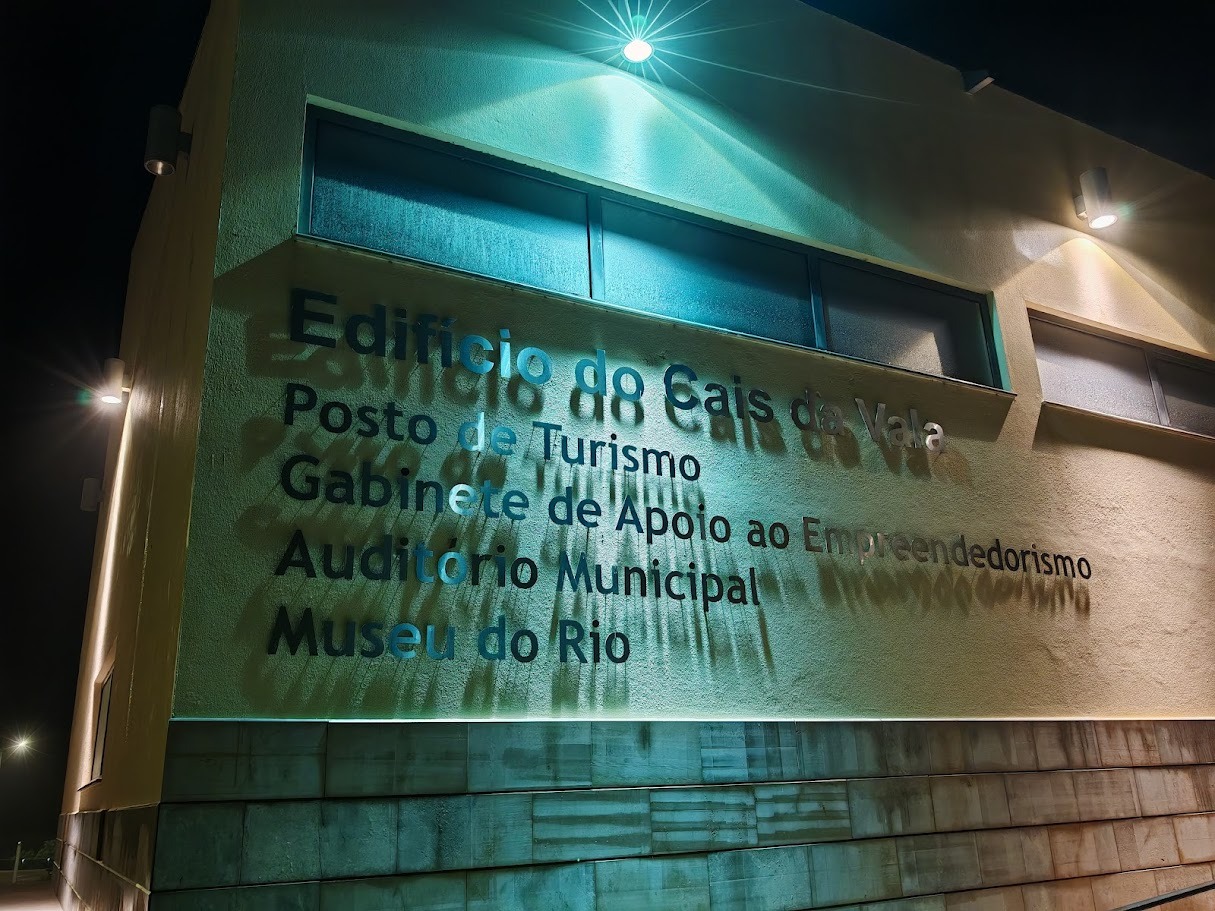 Edifício do Cais da Vala
Posto de Turismo
Gabinete de Apoio ao Empreendedorismo
Auditório Municipal
Museu do Rio